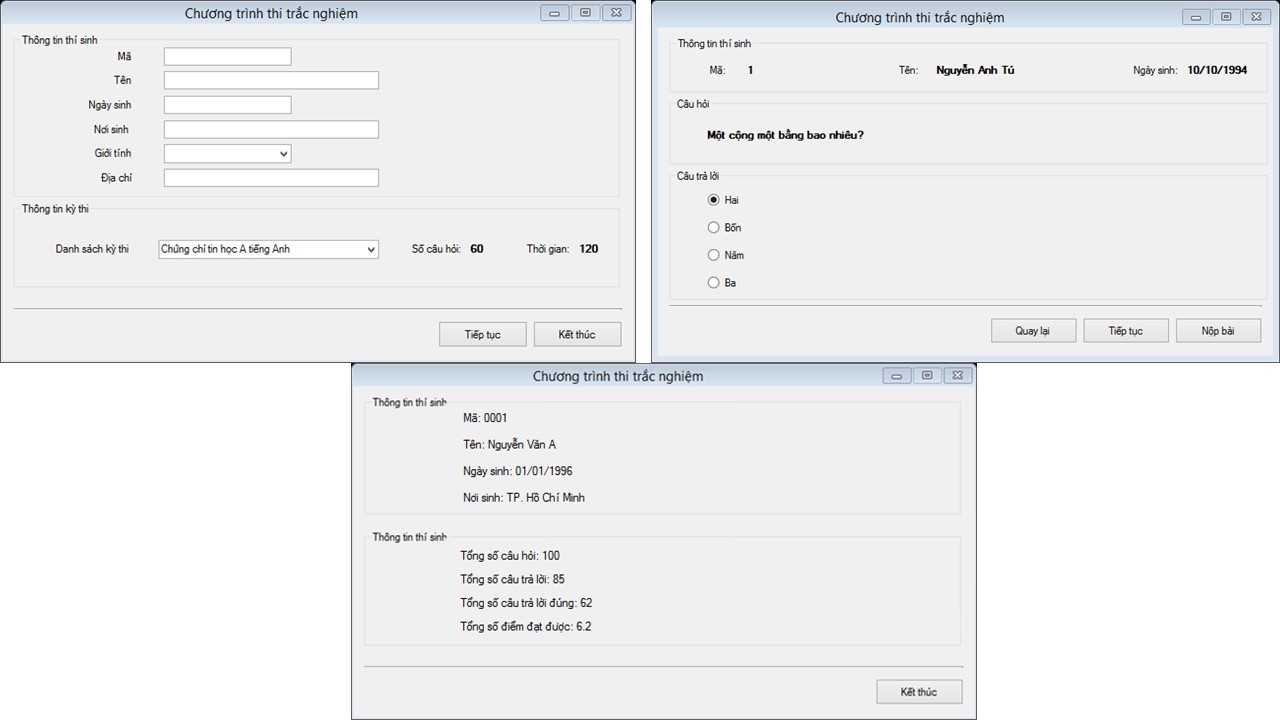 Chương trình thi trắc nghiệm
Thông tin thí sinh
Mã
Tên
Ngày sinh
Nơi sinh
Giới tính
Địa chỉ
Thông tin kỳ thi
Danh sách kỳ thi Chứng chỉ tin học A tiếng Anh Số câu hỏi: 60 Thời gian: 120
Tiếp tục Kết thúc
Chương trình thi trắc nghiệm
Thông tin thí sinh
Mã: 1 Tên: Nguyễn Anh Tú Ngày sinh: 10/10/1994
Câu hỏi
Một cộng một bằng bao nhiêu?
Câu trả lời
Hai
Bốn
Năm
Ba
Quay lại Tiếp tục Nộp bài
Chương trình thi trắc nghiệm
Thông tin thí sinh
Mã: 0001
Tên: Nguyễn Văn A
Ngày sinh: 01/01/1996
Nơi sinh: TP. Hồ Chí Minh
Thông tin thí sinh
Tổng số câu hỏi: 100
Tổng số câu trả lời: 85
Tổng số câu trả lời đúng: 62
Tổng số điểm đạt được: 6.2
Kết thúc